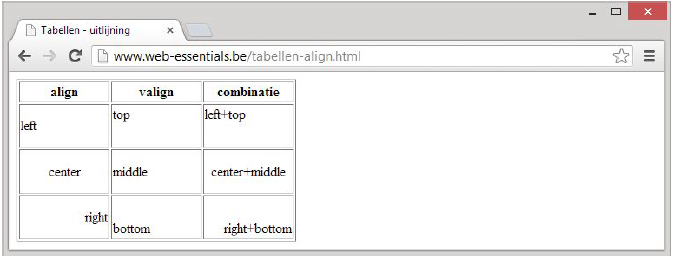 Tabellen - uitlijning
www.web-essentials.be/tabellen-align.html
align valign combinatie
left top left+top
center middle center+middle
right bottom right+bottom